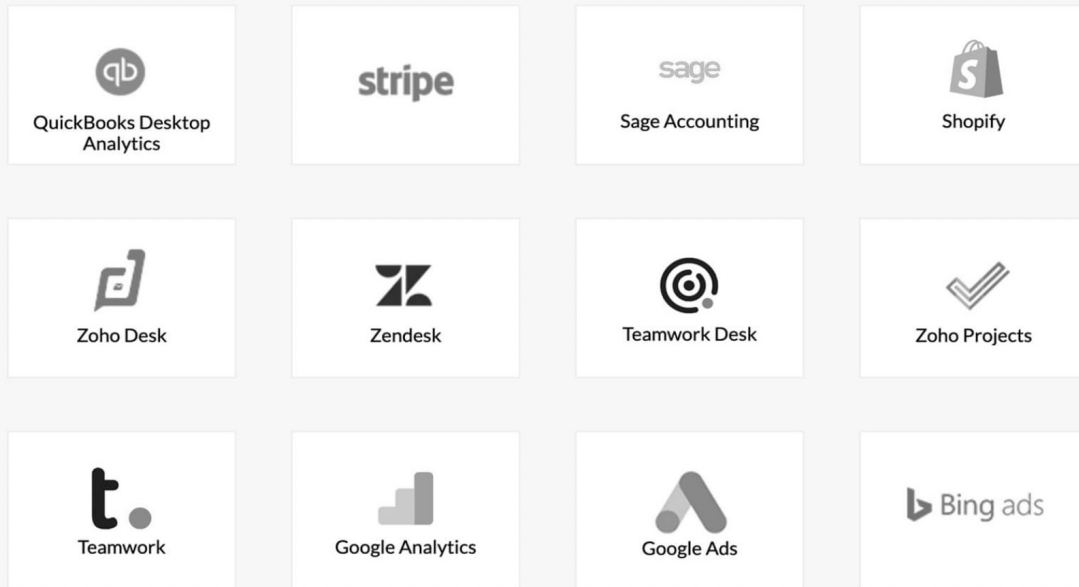 qb
QuickBooks Desktop
Analytics
stripe
sage
Sage Accounting
S
Shopify
Zoho Desk
Zendesk
Teamwork Desk
Zoho Projects
t.
Teamwork
Google Analytics
Google Ads
b Bing ads